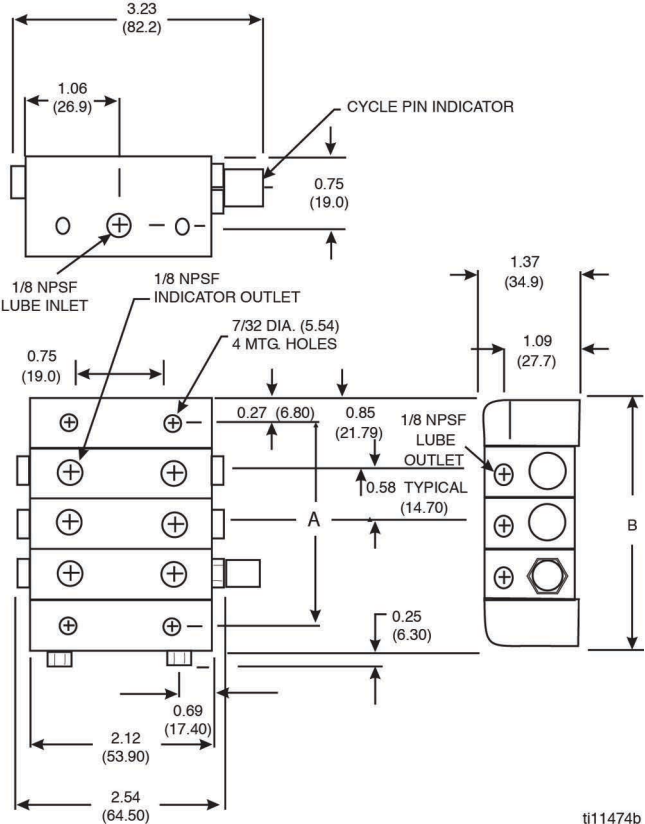 3.23
(82.2)
1.06
(26.9)
CYCLE PIN INDICATOR
0.75
(19.0)
1/8 NPSF
LUBE INLET
1/8 NPSF
INDICATOR OUTLET
7/32 DIA. (5.54)
4 MTG. HOLES
1.37
(34.9)
1.09
(27.7)
0.75
(19.0)
0.27 (6.80)
0.85
(21.79)
1/8 NPSF
LUBE
OUTLET
0.58 TYPICAL
(14.70)
A
B
0.25
(6.30)
0.69
(17.40)
2.12
(53.90)
2.54
(64.50)
ti11474b